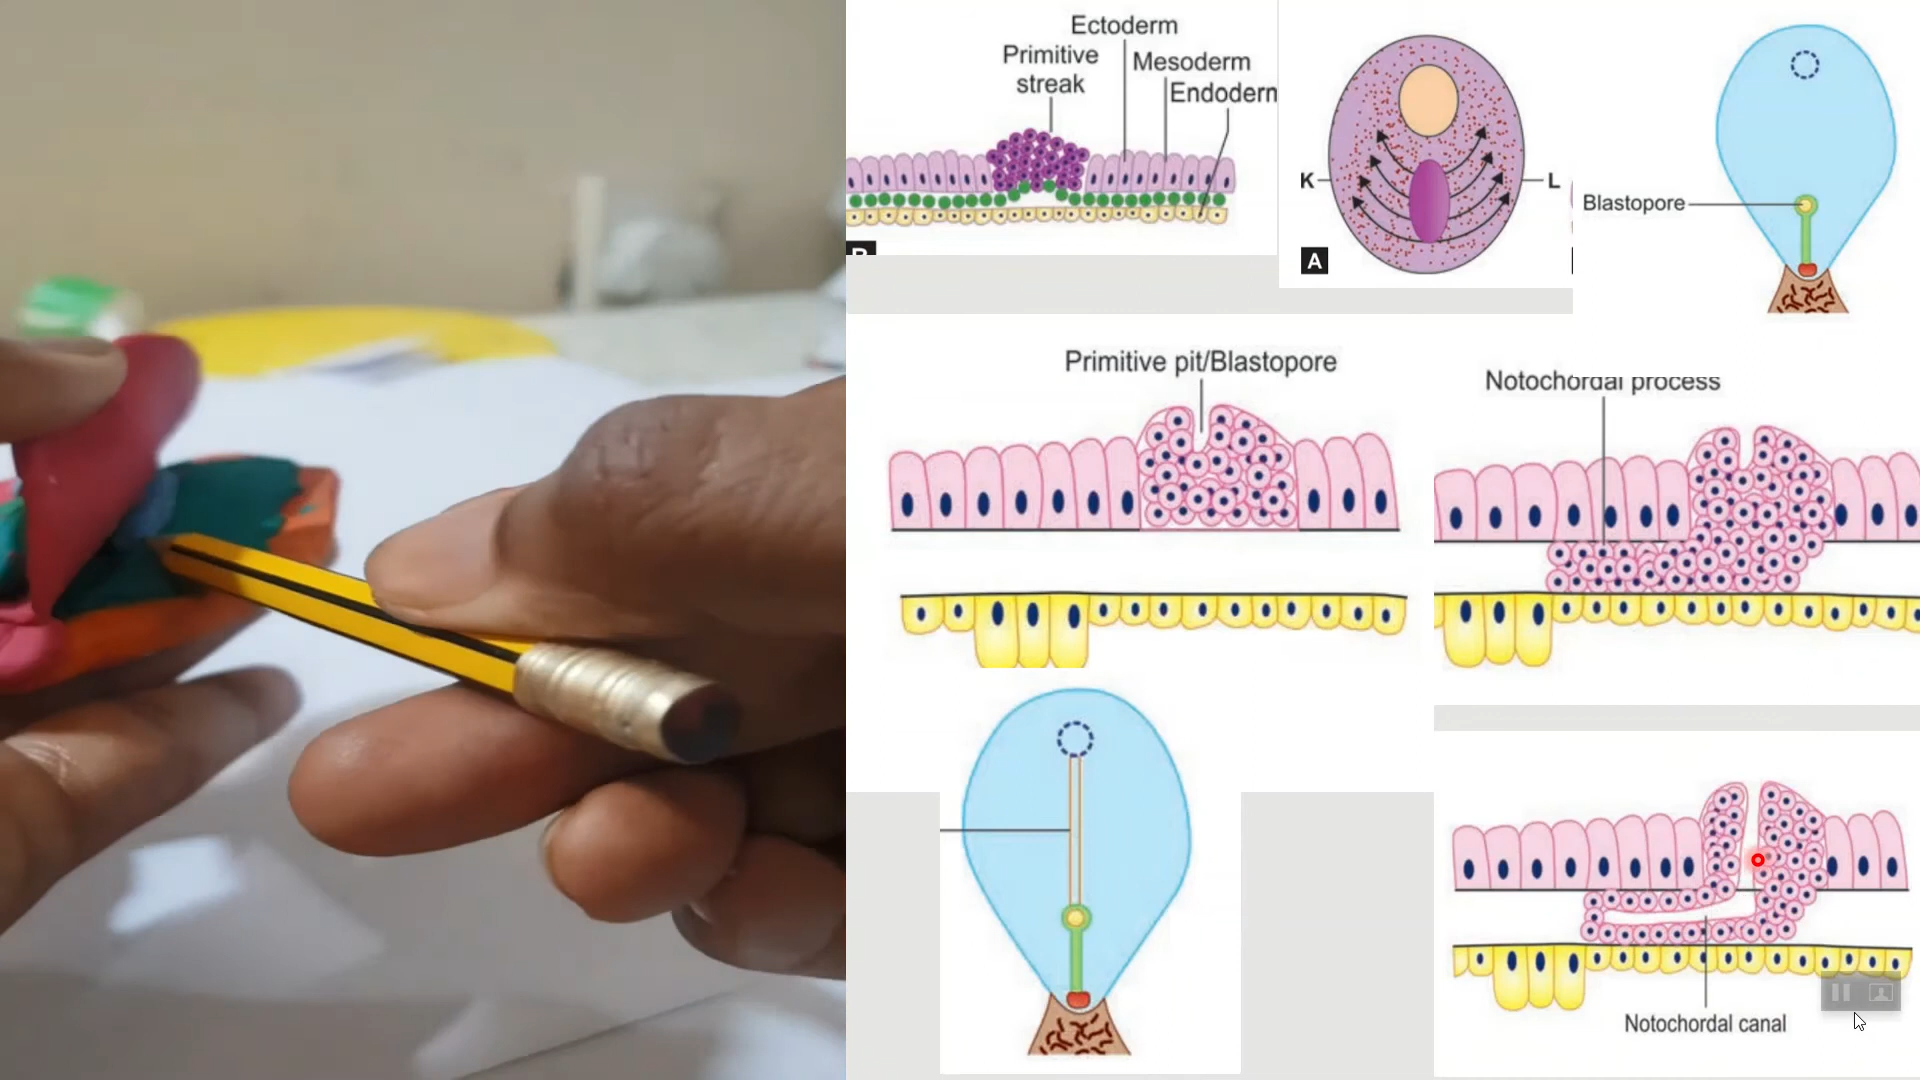 Ectoderm
Primitive
streak
Mesoderm
Endoderm
K
L
A
Blastopore
Primitive pit/Blastopore
Notochordal process
Notochordal canal